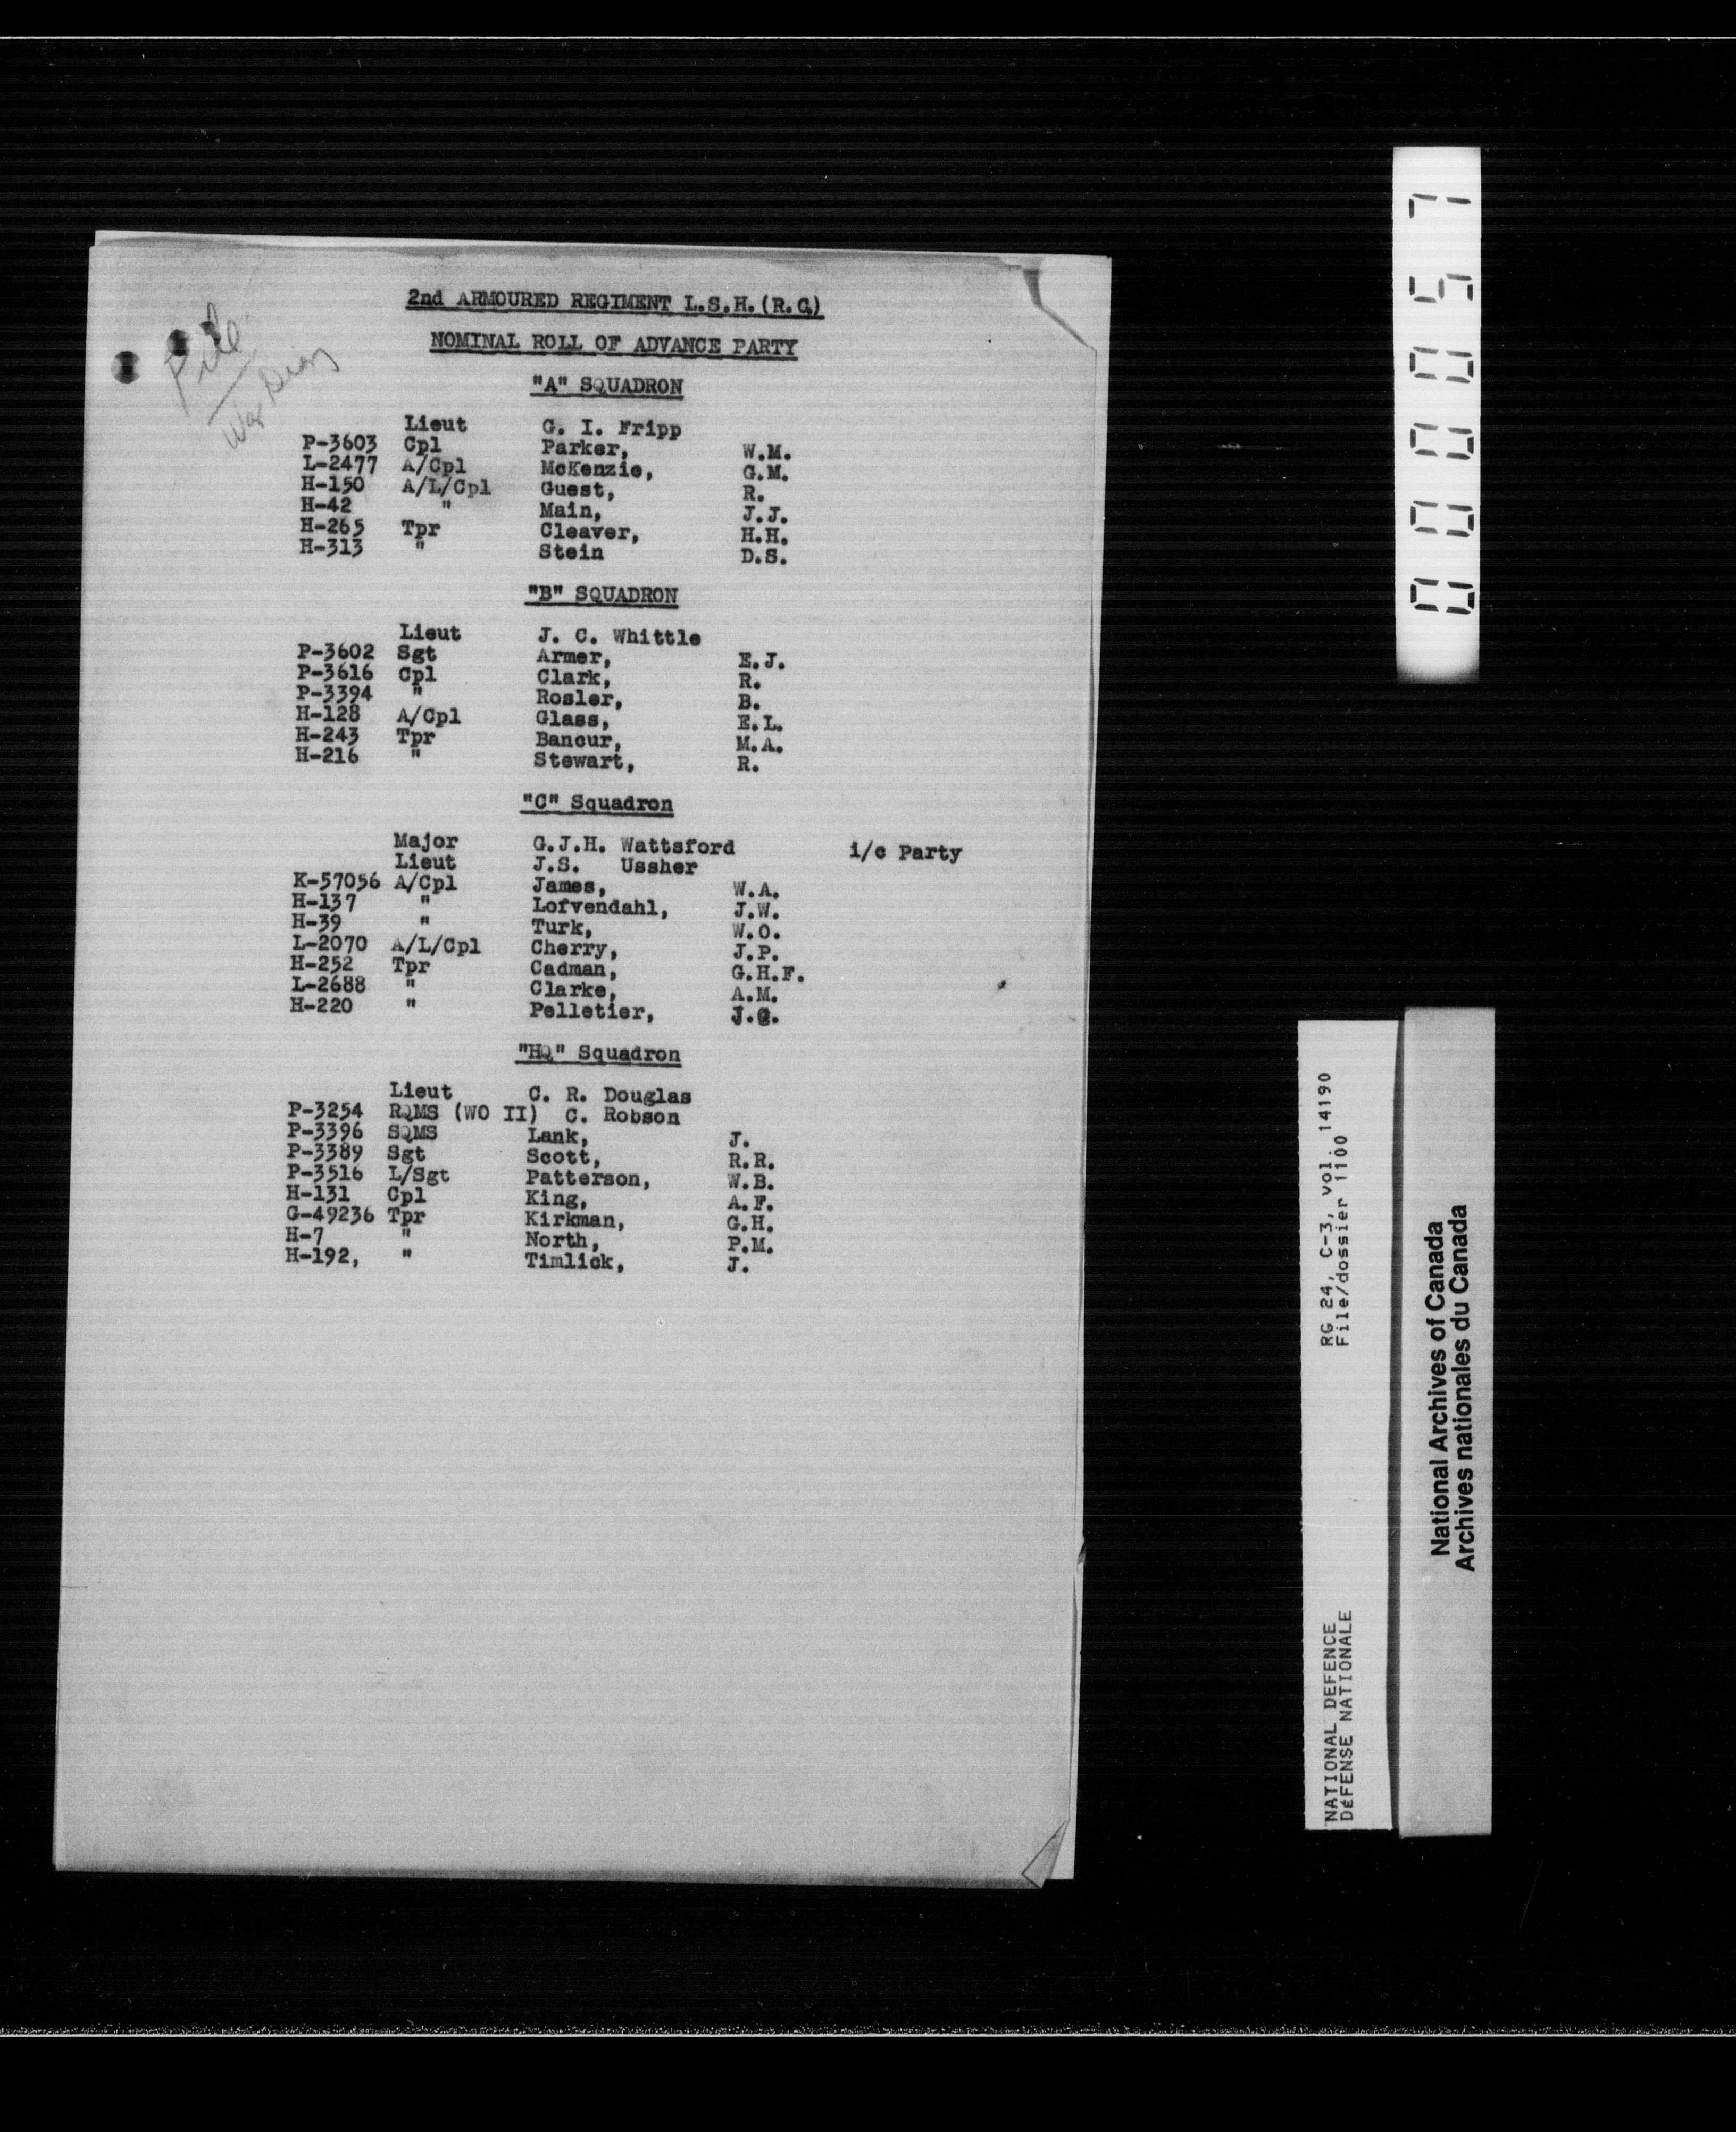 File
War Diary
2nd ARMOURED REGIMENT L.S.H.(R.C.)
NOMINAL ROLL OF ADVANCE PARTY
"A" SQUADRON
Lieut G. I. Fripp
P-3603 Cpl Parker, W.M.
L-2477 A/Cpl McKenzie, G.M.
H-150 A/L/Cpl Guest, R.
H-42 " Main, J.J.
H-265 Tpr Cleaver, H.H.
H-313 " Stein D.S.
"B" SQUADRON
Lieut J. C. Whittle
P-3602 Sgt Armer, E.J.
P-3616 Cpl Clark, R.
P-3394 " Rosler, B.
H-128 A/Cpl Glass, E.L.
H-243 Tpr Bancur, M.A.
H-216 " Stewart, R.
"C" Squadron
Major G.J.H. Wattsford i/c Party
Lieut J.S. Ussher
K-57056 A/Cpl James, W.A.
H-137 " Lofvendahl, J.W.
H-39 " Turk, W.O.
L-2070 A/L/Cpl Cherry, J.P.
H-252 Tpr Cadman, G.H.F.
L-2688 " Clarke, A.M.
H-220 " Pelletier,
"HQ" Squadron
Lieut C. R. Douglas
P-3254 RQMS (WO II) C. Robson
P-3396 SQMS Lank, J.
P-3389 Sgt Scott, R.R.
P-3516 L/Sgt Patterson, W.B.
H-131 Cpl King, A.F.
G-49236 Tpr Kirkman, G.H.
H-7 " North, P.M.
H-192, " Timlick, J.
000057
NATIONAL DEFENCE RG 24, C-3, vol. 14190
DéFENSE NATIONALE File/dossier 1100
National Archives of Canada
Archives nationales du Canada